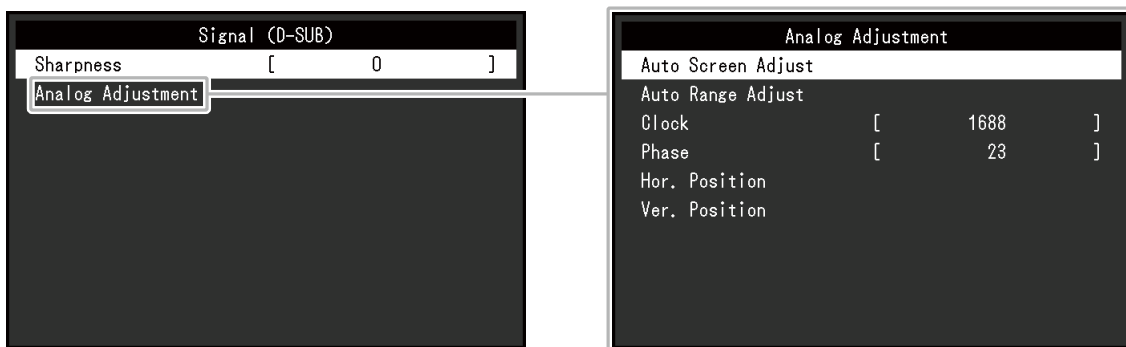 Signal (D-SUB)
Sharpness [ 0 ]
Analog Adjustment
Analog Adjustment
Auto Screen Adjust
Auto Range Adjust
Clock [ 1688 ]
Phase [ 23 ]
Hor. Position
Ver. Position